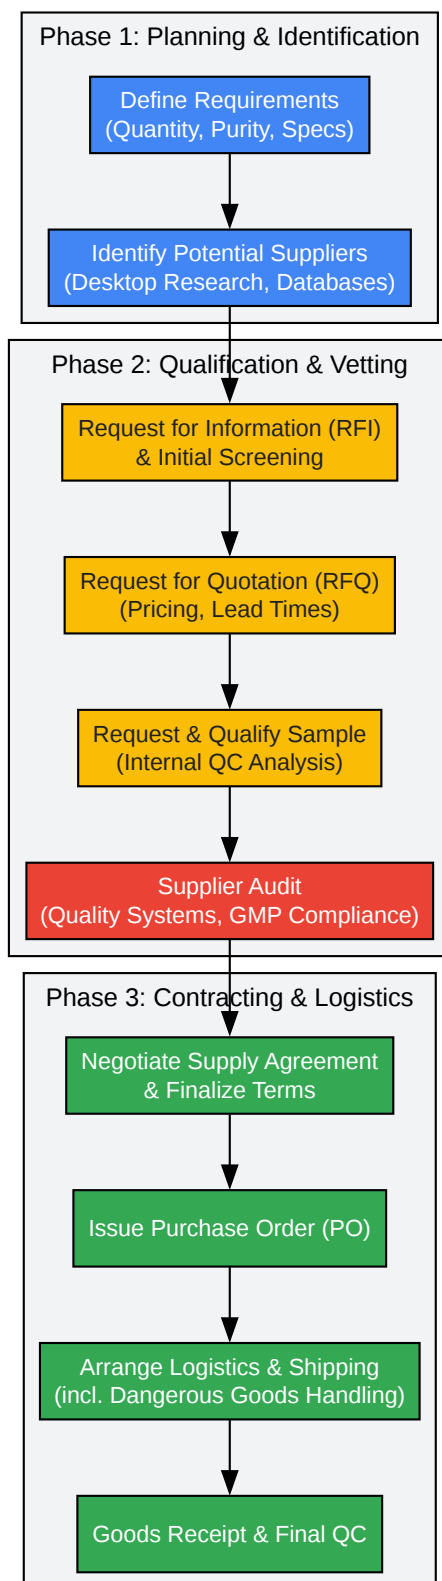 Phase 1: Planning & Identification
Define Requirements
(Quantity, Purity, Specs)
Identify Potential Suppliers
(Desktop Research, Databases)
Phase 2: Qualification & Vetting
Request for Information (RFI)
& Initial Screening
Request for Quotation (RFQ)
(Pricing, Lead Times)
Request & Qualify Sample
(Internal QC Analysis)
Supplier Audit
(Quality Systems, GMP Compliance)
Phase 3: Contracting & Logistics
Negotiate Supply Agreement
& Finalize Terms
Issue Purchase Order (PO)
Arrange Logistics & Shipping
(incl. Dangerous Goods Handling)
Goods Receipt & Final QC